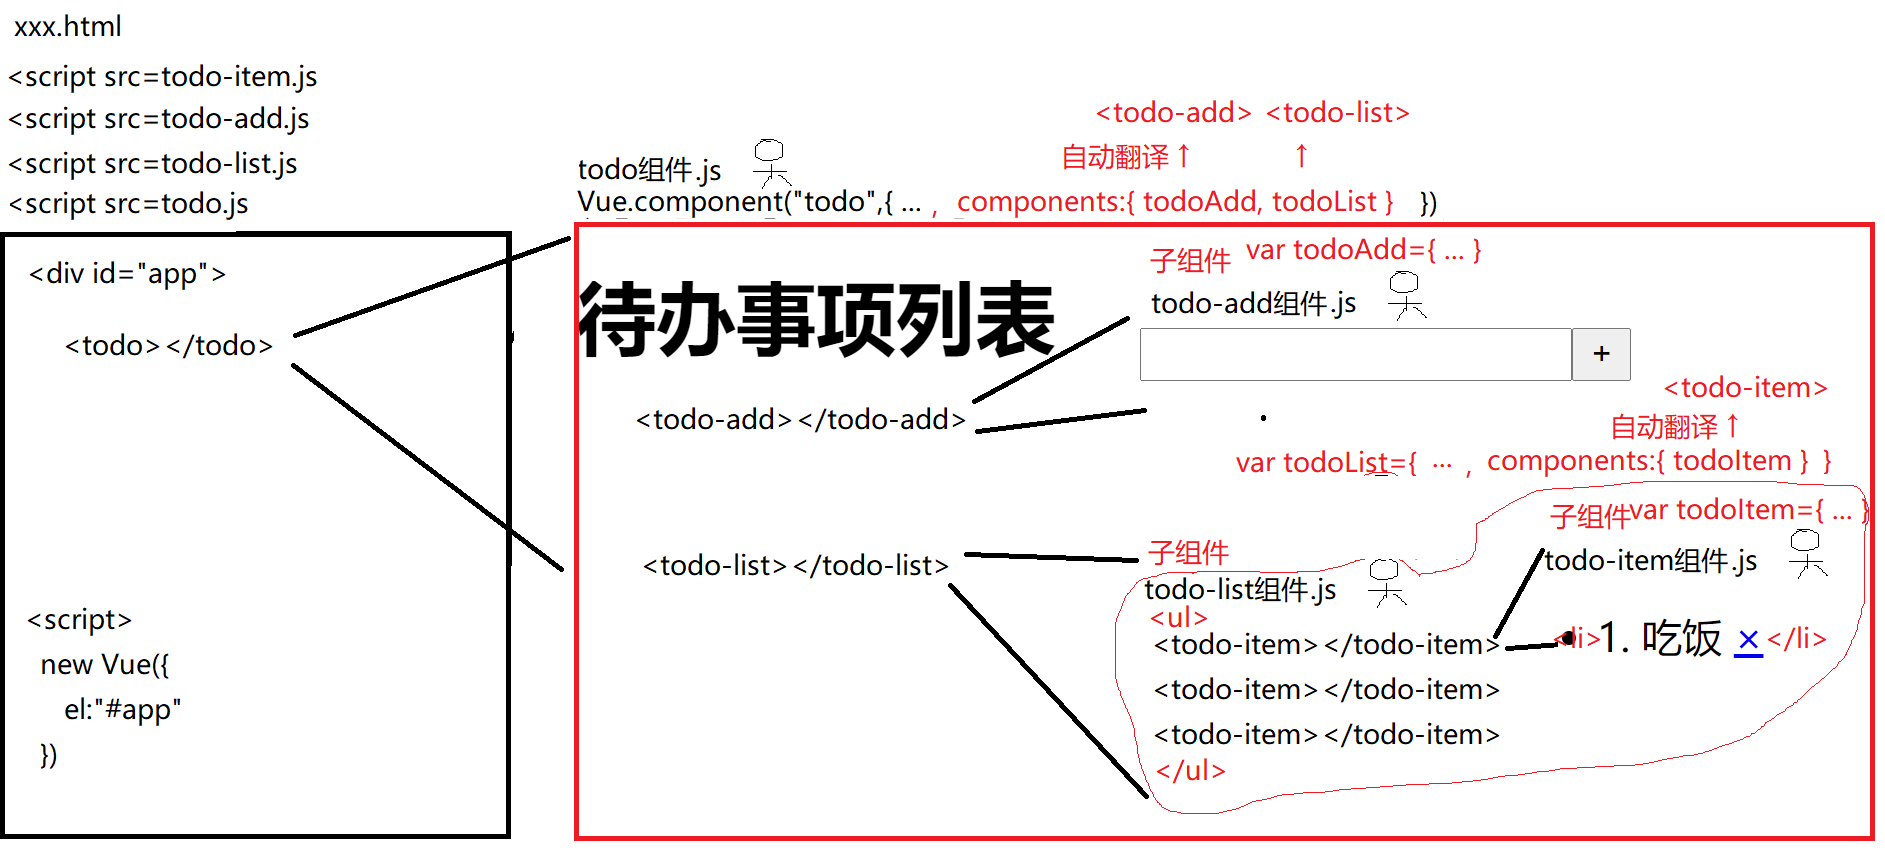 xxx.html
<script src=todo-item.js
<script src=todo-add.js
<script src=todo-list.js
<script src=todo.js
<div id="app">
<todo></todo>
<script>
new Vue({
el:"#app"
})
<todo-add> <todo-list>
自动翻译↑ ↑
todo组件.js
Vue.component("todo",{ ... , components:{ todoAdd, todoList } })
待办事项列表
子组件 var todoAdd={ ... }
todo-add组件.js
+
<todo-add></todo-add>
<todo-item>
自动翻译↑
var todoList={ ... , components:{ todoItem } }
<todo-list></todo-list>
子组件
todo-list组件.js
<ul>
<todo-item></todo-item>
<todo-item></todo-item>
<todo-item></todo-item>
</ul>
子组件var todoItem={ ... }
todo-item组件.js
<li>1. 吃饭 ×</li>